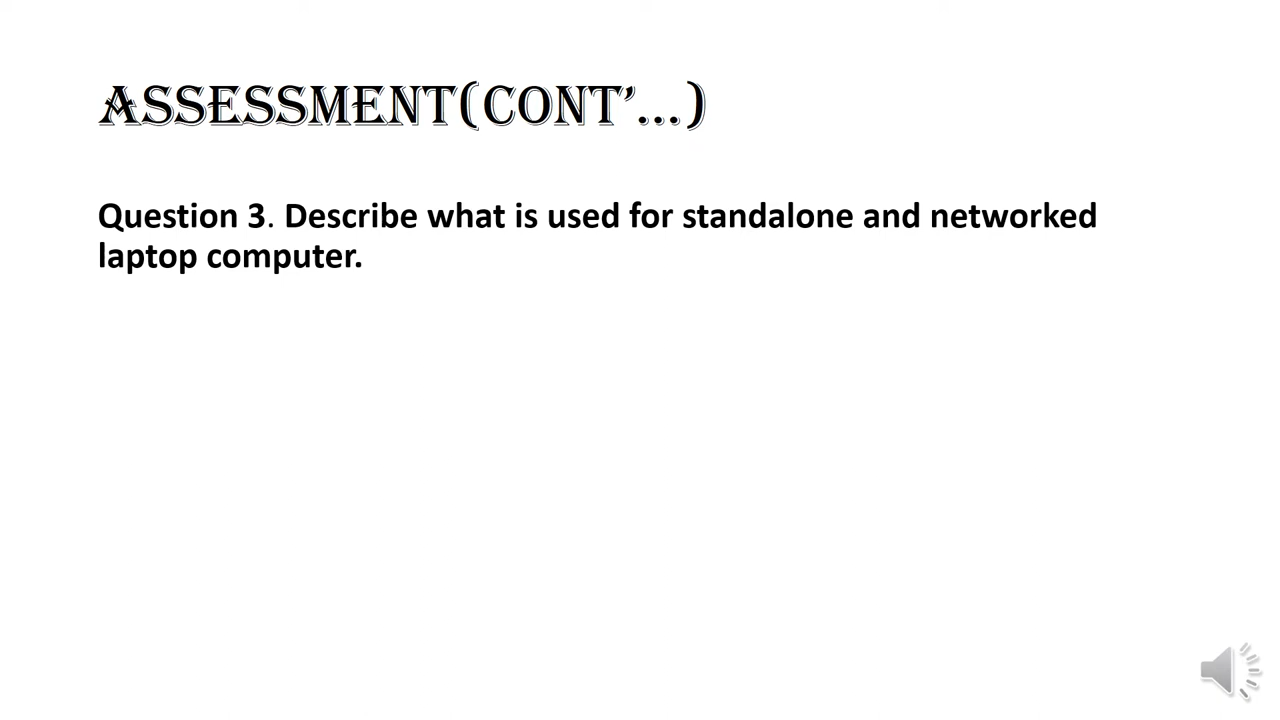 ASSESSMENT(CONT’…)
Question 3. Describe what is used for standalone and networked
laptop computer.